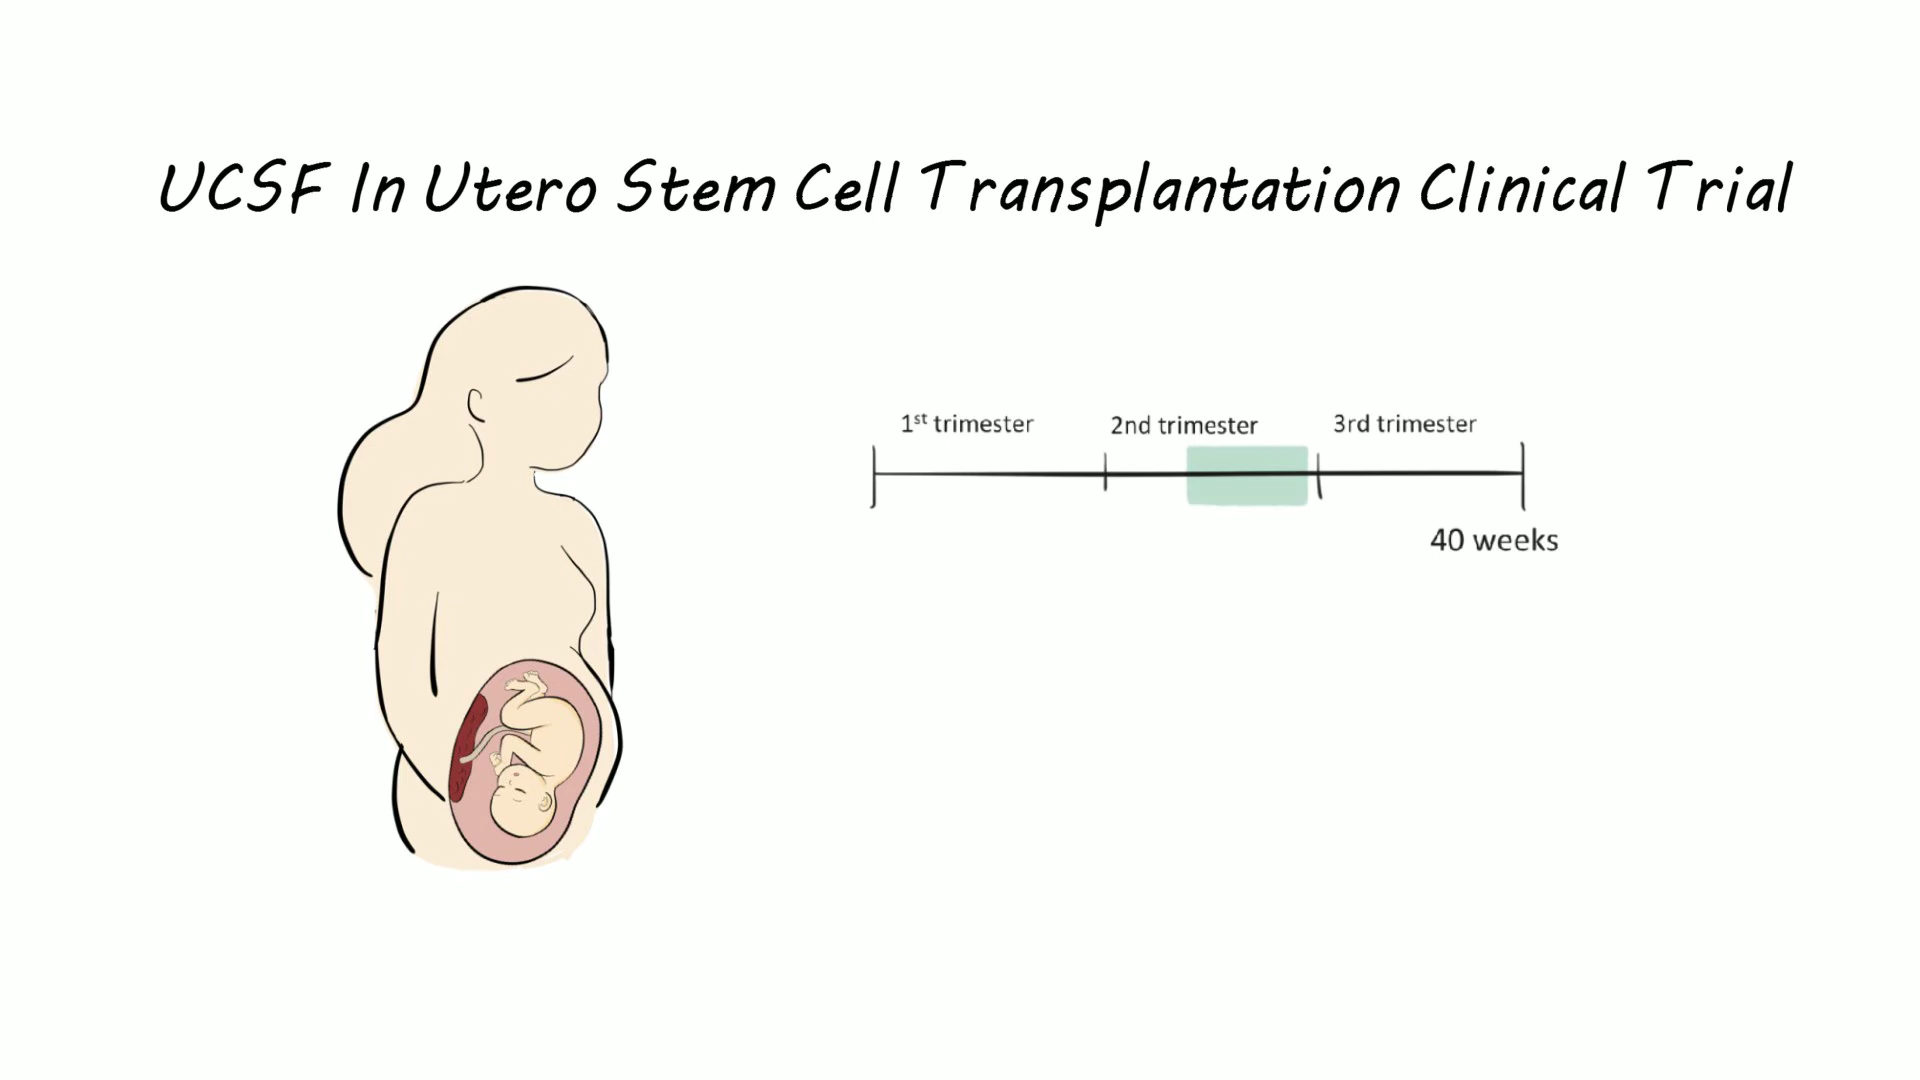 UCSF In Utero Stem Cell Transplantation Clinical Trial
1st trimester
2nd trimester
3rd trimester
40 weeks